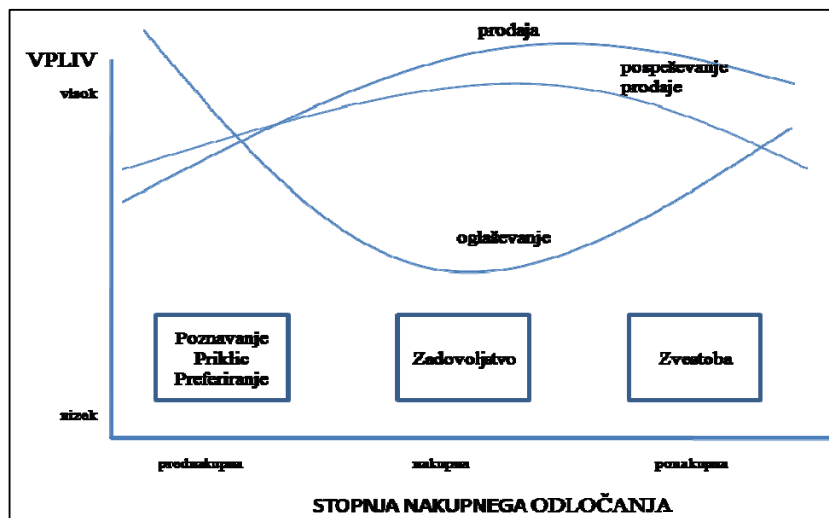 prodaja
VPLIV
pospeševanje
prodaje
visok
oglaševanje
Poznavanje
Priklic
Preferiranje
Zadovoljstvo
Zvestoba
nizek
prednakupna
nakupna
ponakupna
STOPNJA NAKUPNEGA ODLOČANJA